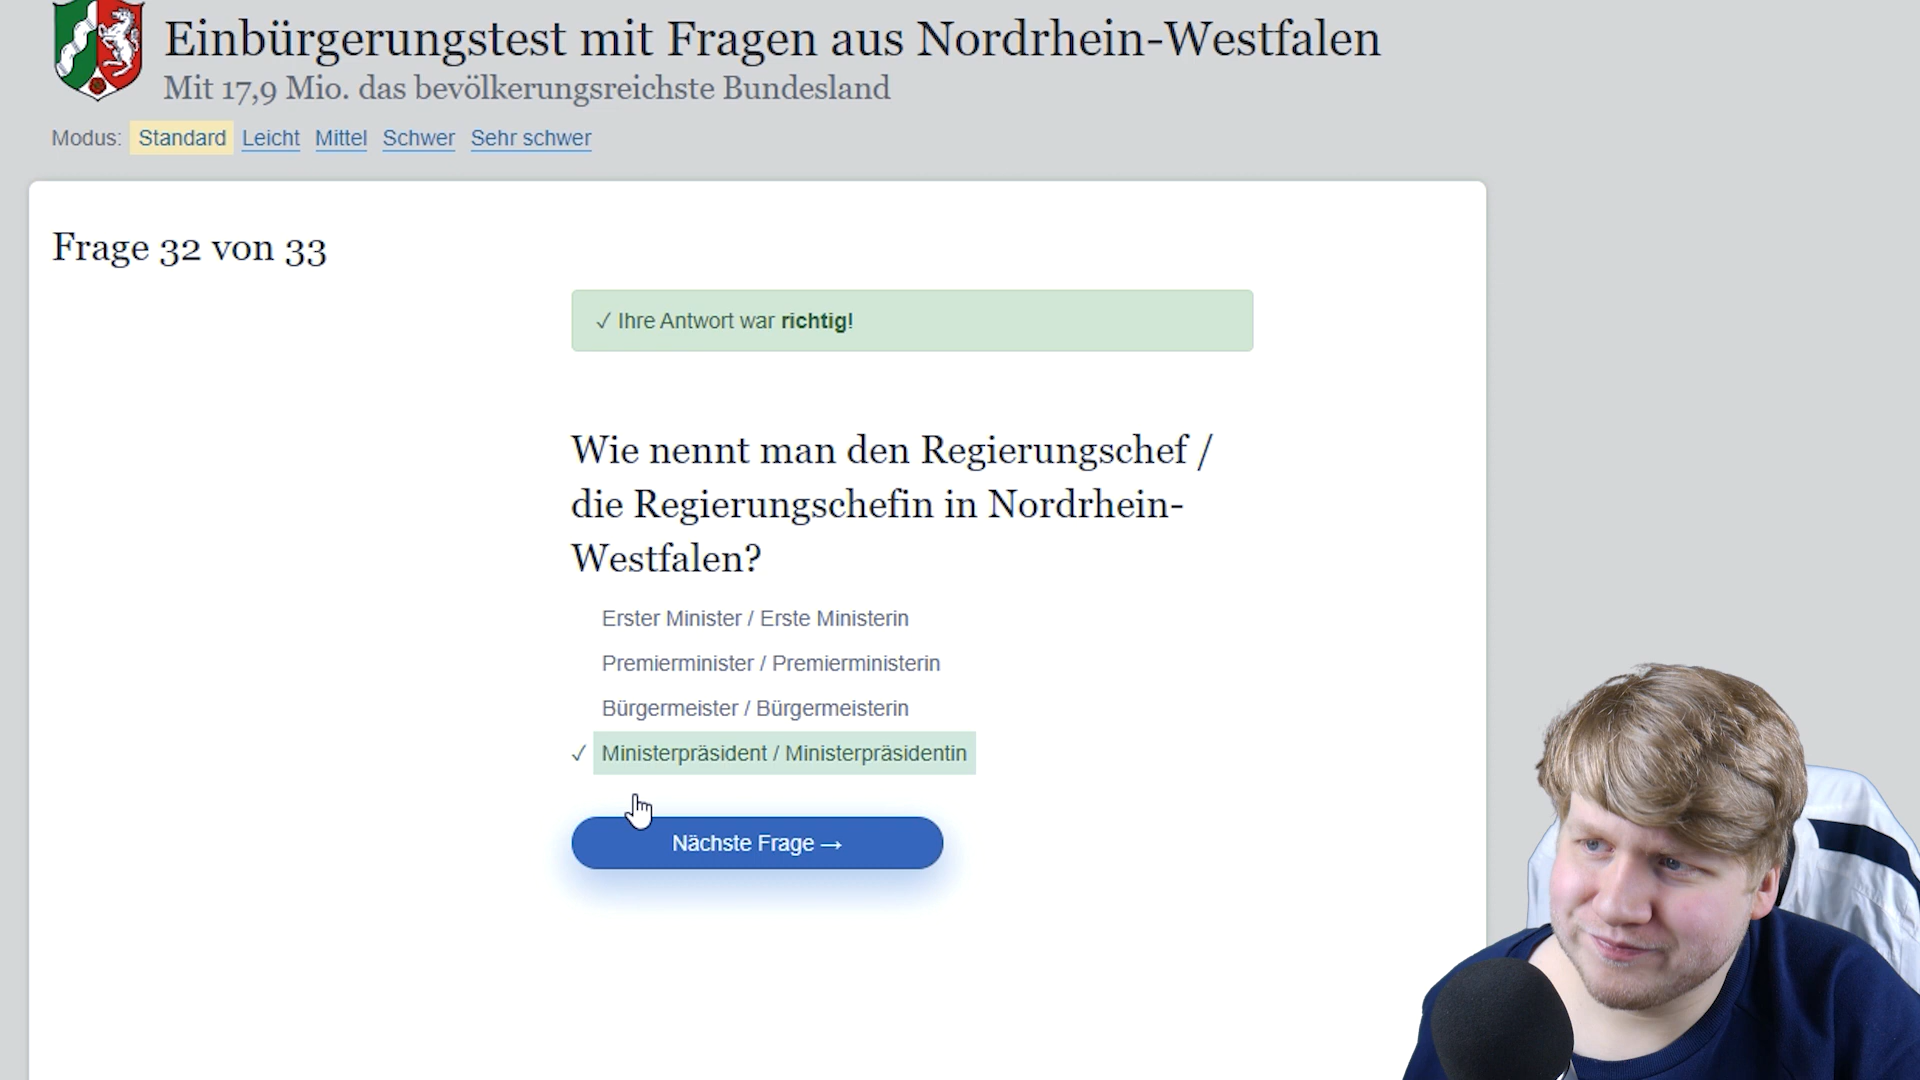 Einbürgerungstest mit Fragen aus Nordrhein-Westfalen
Mit 17,9 Mio. das bevölkerungsreichste Bundesland
Modus: Standard Leicht Mittel Schwer Sehr schwer
Frage 32 von 33
✓ Ihre Antwort war richtig!
Wie nennt man den Regierungschef /
die Regierungschefin in Nordrhein-
Westfalen?
Erster Minister / Erste Ministerin
Premierminister / Premierministerin
Bürgermeister / Bürgermeisterin
✓ Ministerpräsident / Ministerpräsidentin
Nächste Frage →